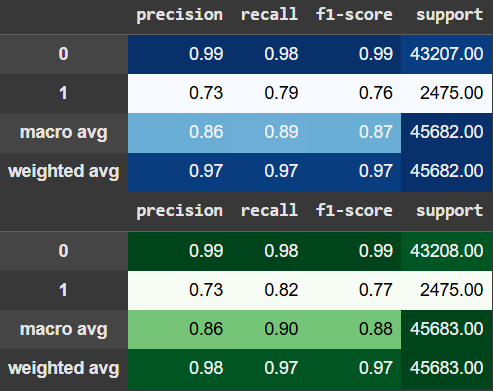 precision recall f1-score support
0 0.99 0.98 0.99 43207.00
1 0.73 0.79 0.76 2475.00
macro avg 0.86 0.89 0.87 45682.00
weighted avg 0.97 0.97 0.97 45682.00
precision recall f1-score support
0 0.99 0.98 0.99 43208.00
1 0.73 0.82 0.77 2475.00
macro avg 0.86 0.90 0.88 45683.00
weighted avg 0.98 0.97 0.97 45683.00